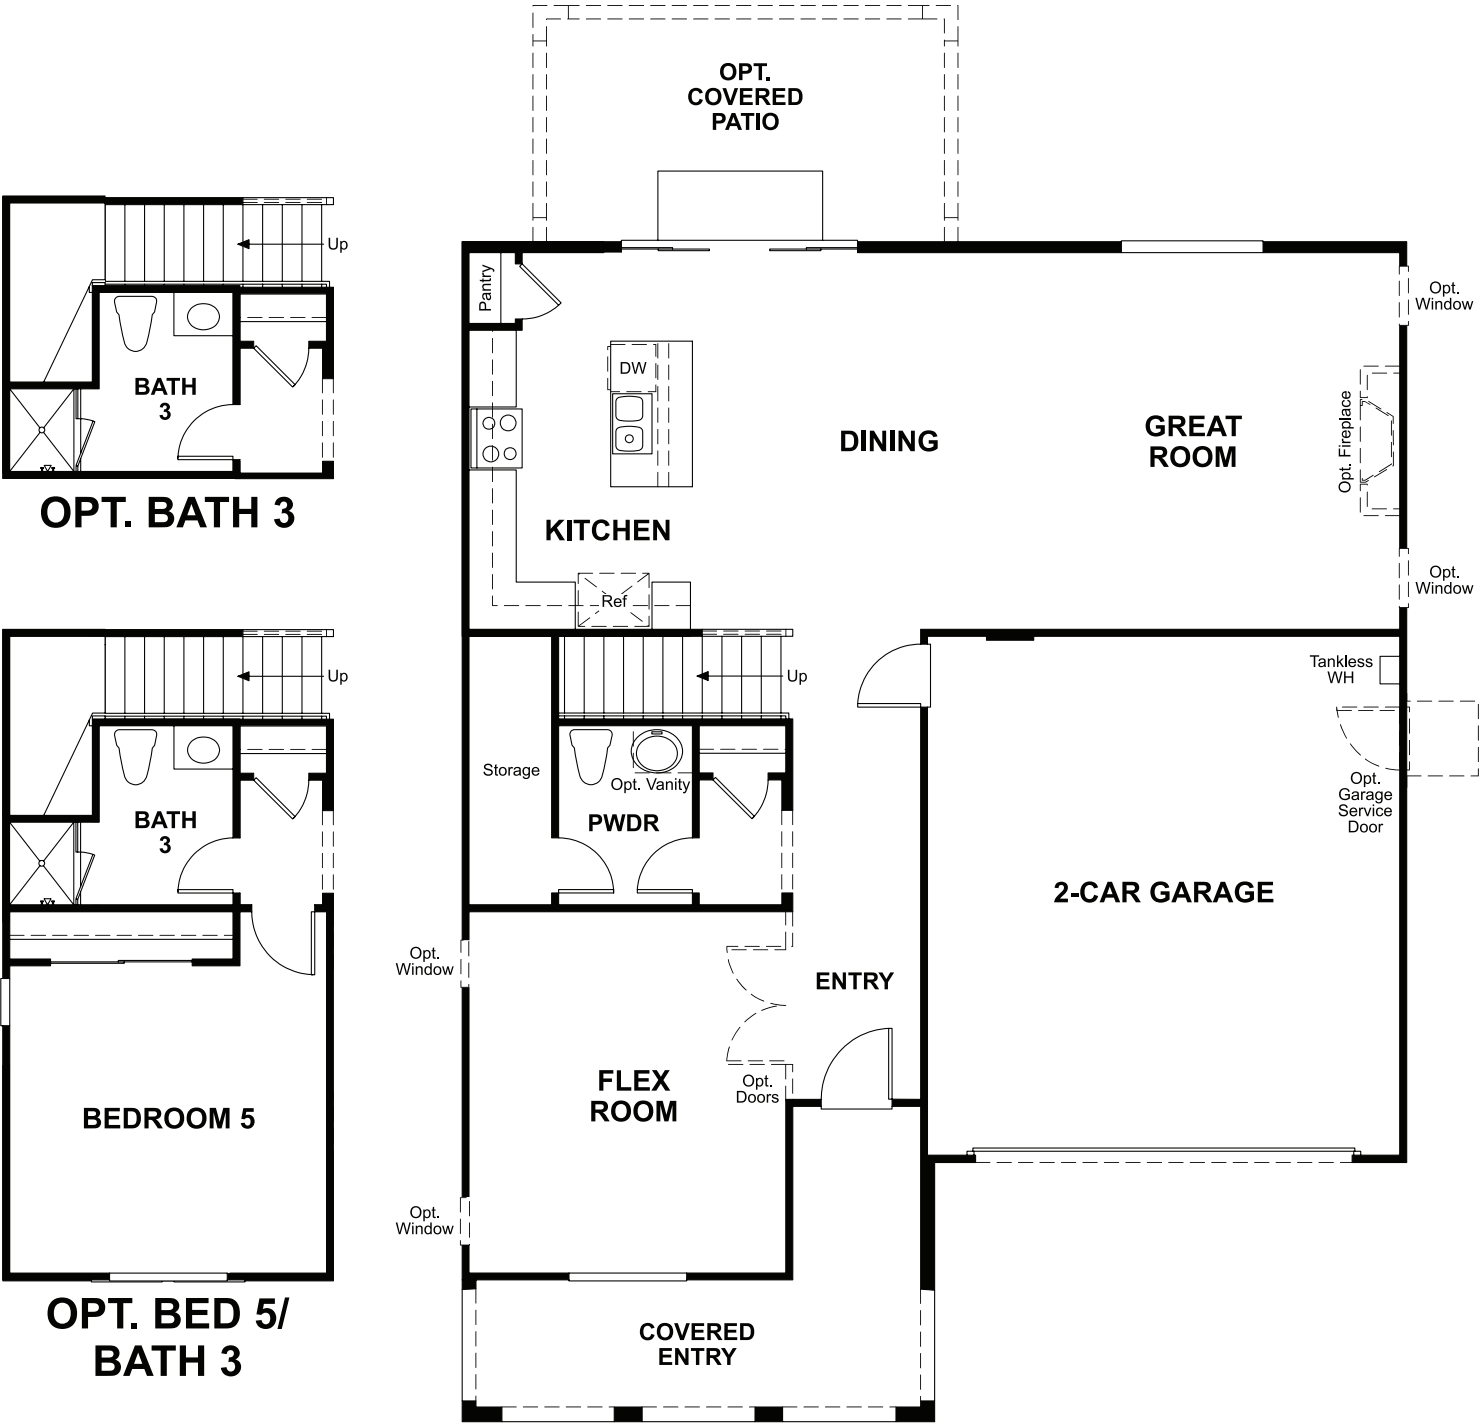 OPT.
COVERED
PATIO
Up
BATH
3
OPT. BATH 3
Pantry
DW
KITCHEN
Ref
DINING
GREAT
ROOM
Opt. Fireplace
Opt.
Window
Opt.
Window
Up
BATH
3
BEDROOM 5
OPT. BED 5/
BATH 3
Storage
Up
Opt. Vanity
PWDR
Tankless
WH
Opt.
Garage
Service
Door
2-CAR GARAGE
Opt.
Window
ENTRY
Opt.
Doors
FLEX
ROOM
Opt.
Window
COVERED
ENTRY